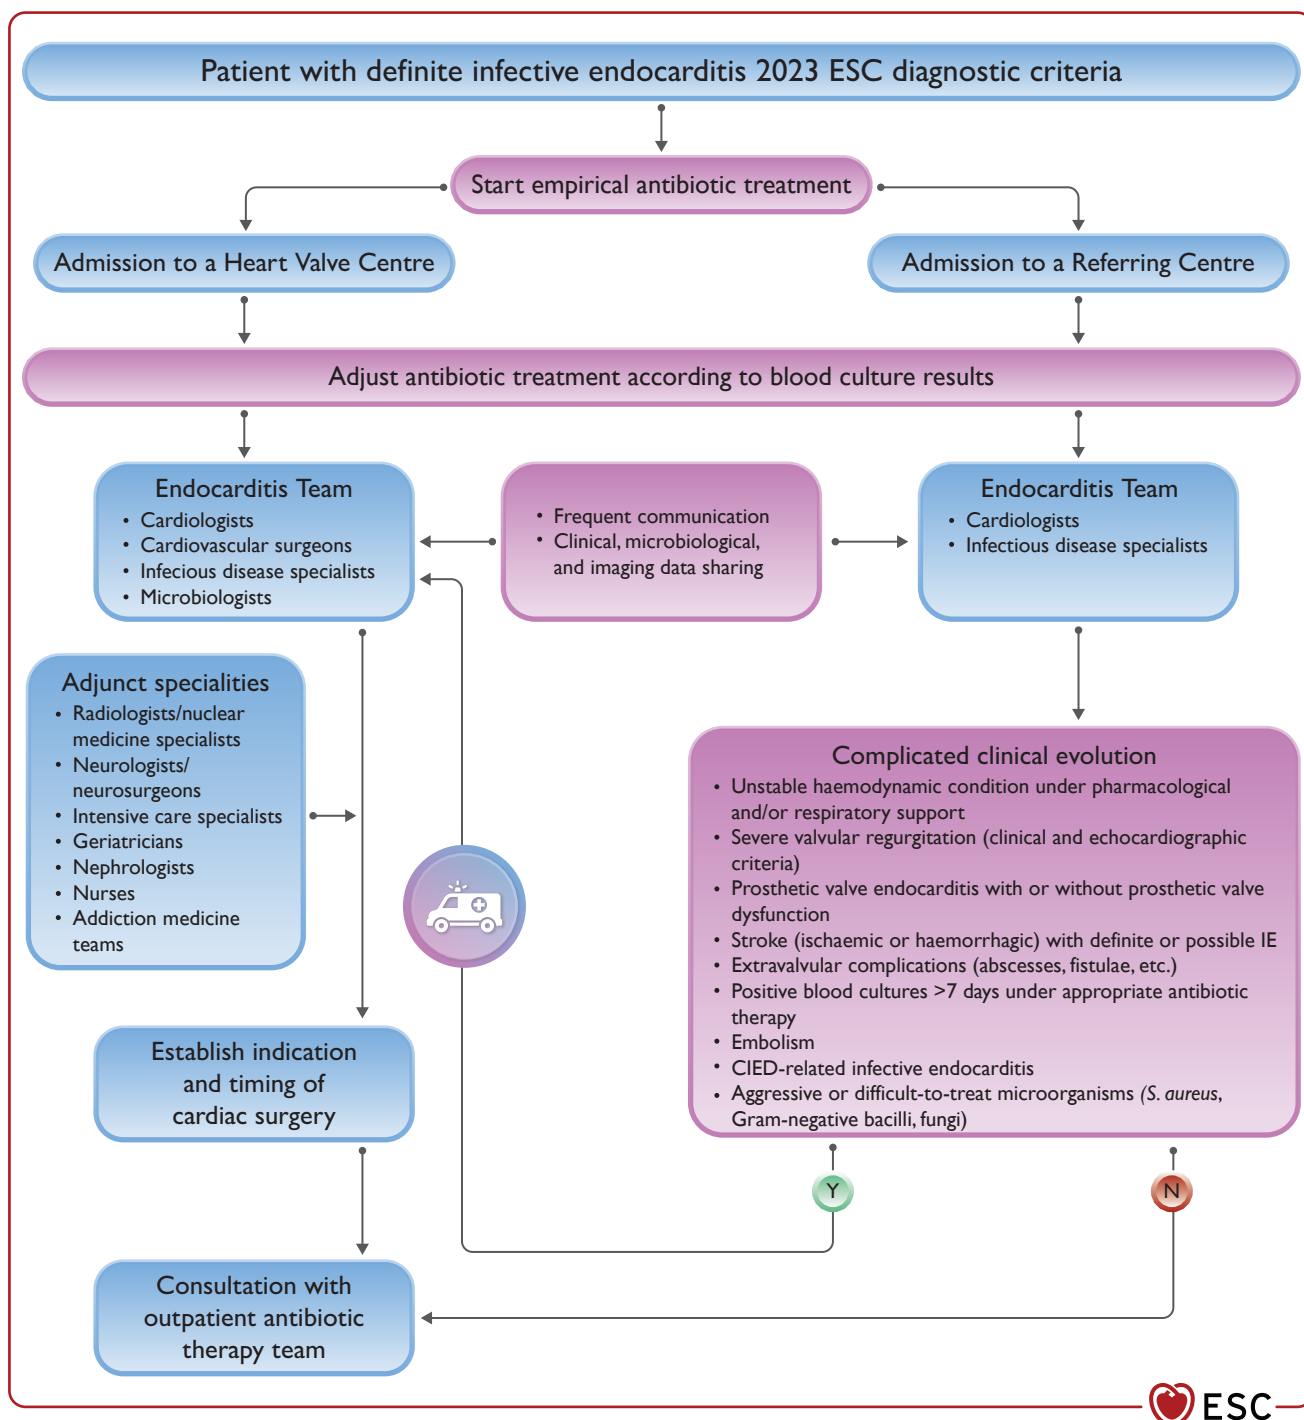 Patient with definite infective endocarditis 2023 ESC diagnostic criteria
Start empirical antibiotic treatment
Admission to a Heart Valve Centre
Admission to a Referring Centre
Adjust antibiotic treatment according to blood culture results
Endocarditis Team
• Cardiologists
• Cardiovascular surgeons
• Infecious disease specialists
• Microbiologists
• Frequent communication
• Clinical, microbiological,
and imaging data sharing
Endocarditis Team
• Cardiologists
• Infectious disease specialists
Adjunct specialities
• Radiologists/nuclear
medicine specialists
• Neurologists/
neurosurgeons
• Intensive care specialists
• Geriatricians
• Nephrologists
• Nurses
• Addiction medicine
teams
Complicated clinical evolution
• Unstable haemodynamic condition under pharmacological
and/or respiratory support
• Severe valvular regurgitation (clinical and echocardiographic
criteria)
• Prosthetic valve endocarditis with or without prosthetic valve
dysfunction
• Stroke (ischaemic or haemorrhagic) with definite or possible IE
• Extravalvular complications (abscesses, fistulae, etc.)
• Positive blood cultures >7 days under appropriate antibiotic
therapy
• Embolism
• CIED-related infective endocarditis
• Aggressive or difficult-to-treat microorganisms (S. aureus,
Gram-negative bacilli, fungi)
Establish indication
and timing of
cardiac surgery
Y
N
Consultation with
outpatient antibiotic
therapy team
ESC